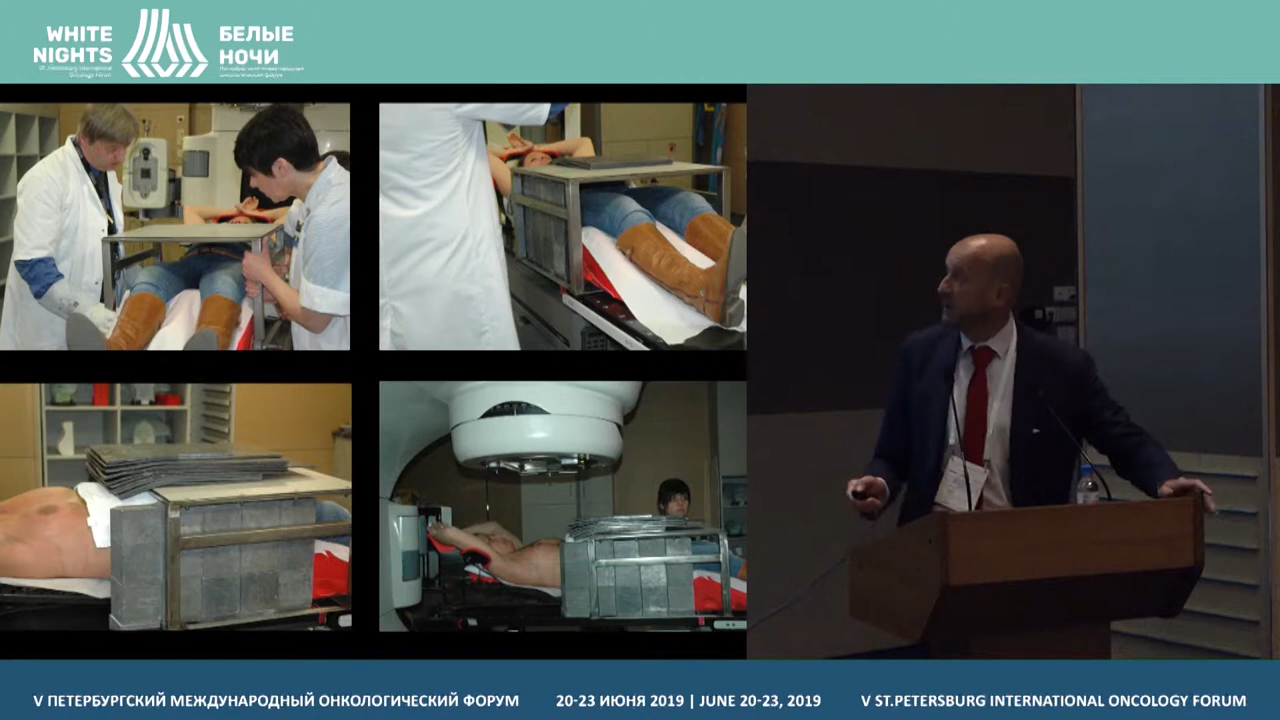 WHITE
NIGHTS
БЕЛЫЕ
НОЧИ
V ПЕТЕРБУРГСКИЙ МЕЖДУНАРОДНЫЙ ОНКОЛОГИЧЕСКИЙ ФОРУМ
20-23 ИЮНЯ 2019 | JUNE 20-23, 2019
V ST.PETERSBURG INTERNATIONAL ONCOLOGY FORUM